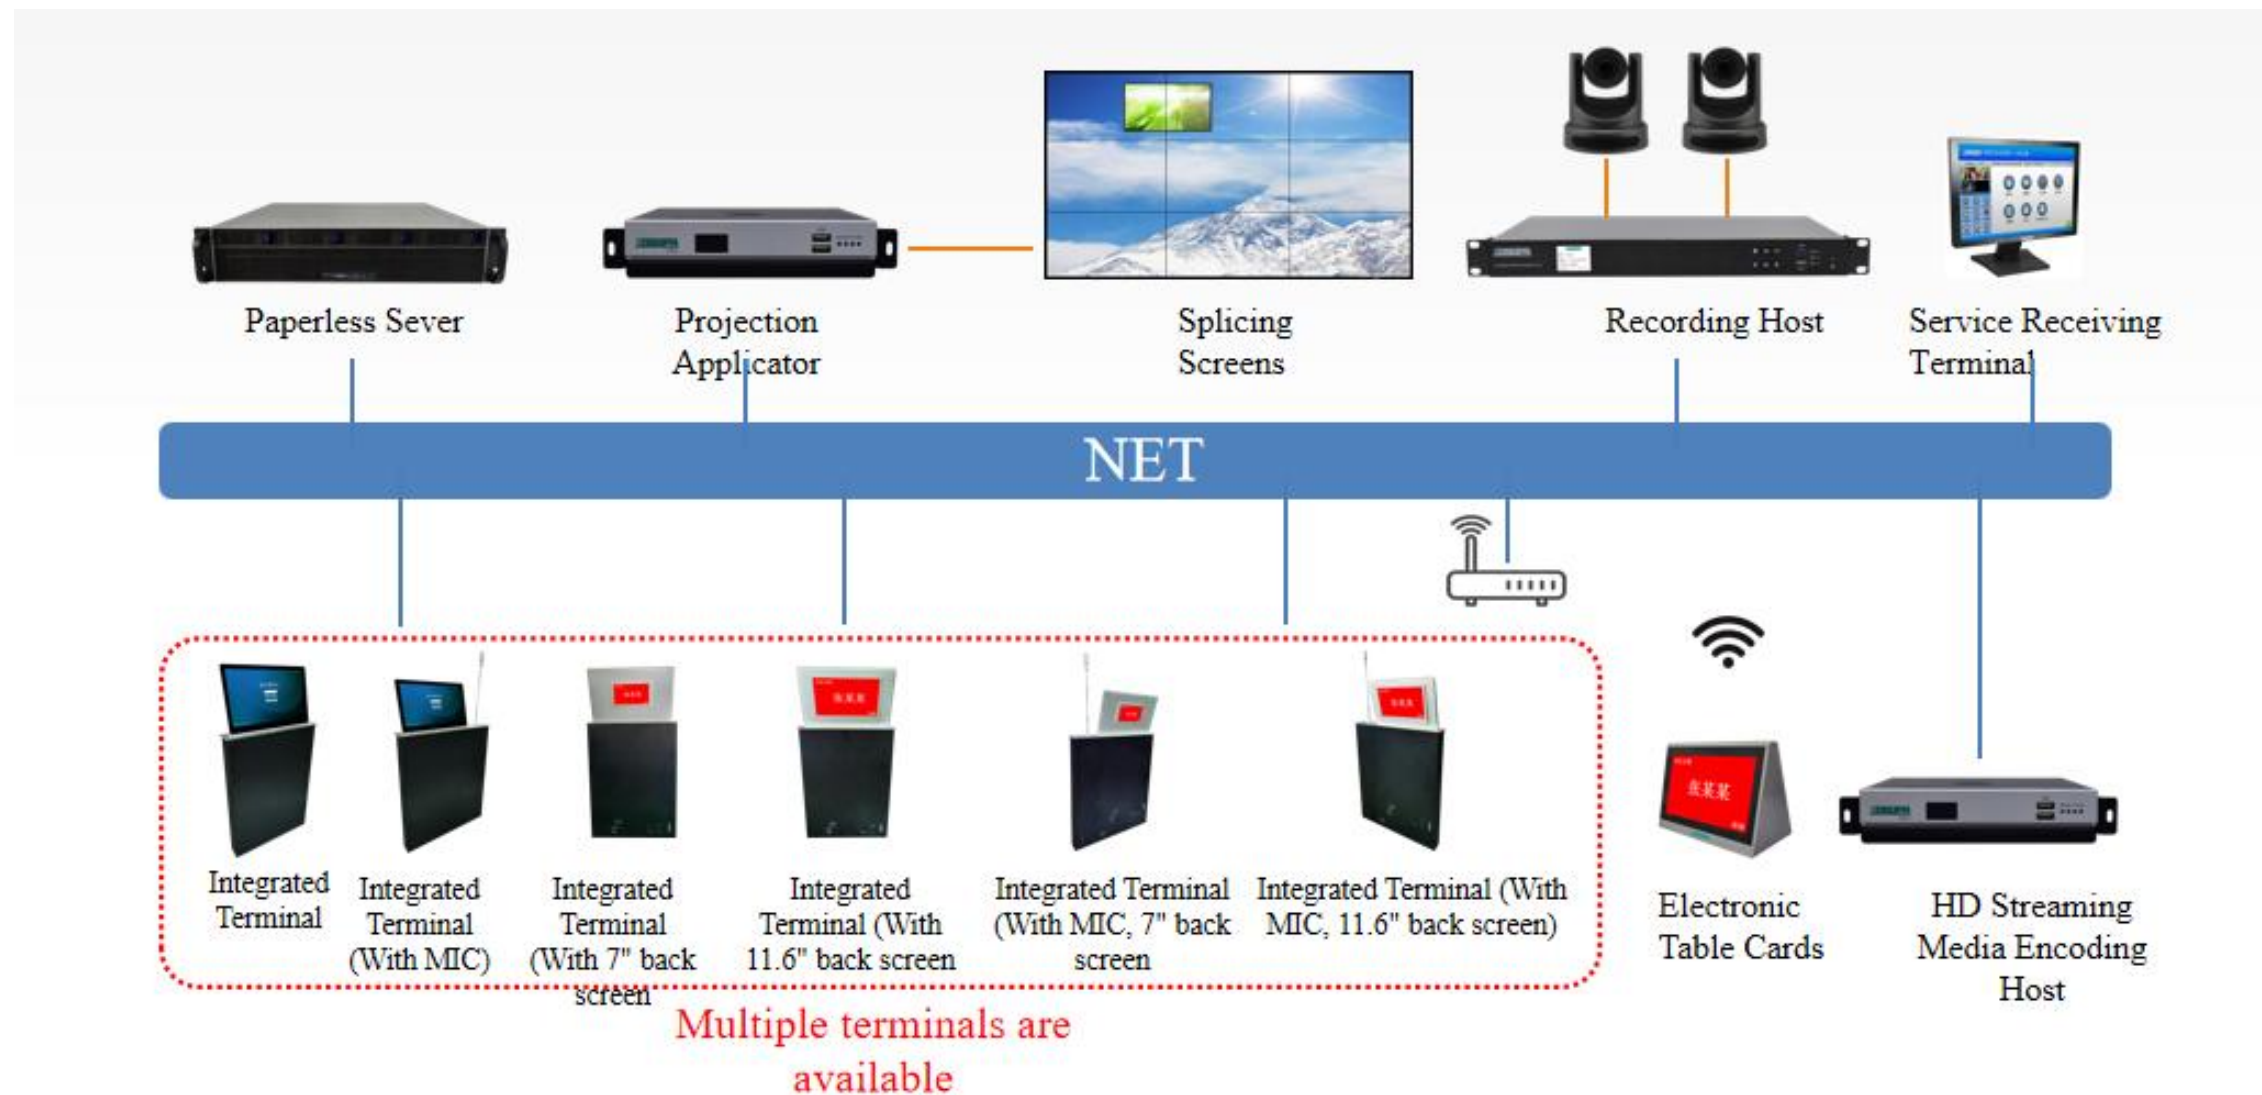 Paperless Sever
Projection
Applicator
Splicing
Screens
Recording Host
Service Receiving
Terminal
NET
Integrated
Terminal
Integrated
Terminal
(With MIC)
Integrated
Terminal
(With 7" back
screen
Integrated
Terminal (With
11.6" back screen
Integrated Terminal
(With MIC, 7" back
screen
Integrated Terminal (With
MIC, 11.6" back screen)
张某某
Electronic
Table Cards
HD Streaming
Media Encoding
Host
Multiple terminals are
available